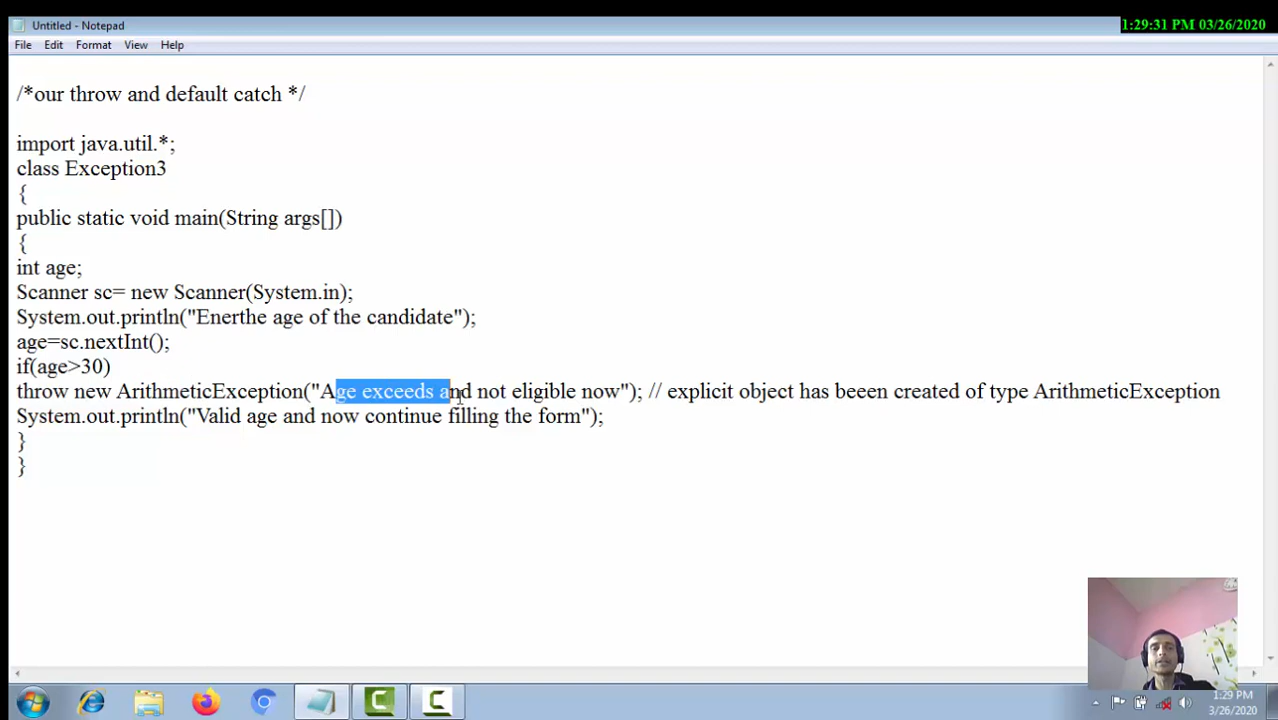 Untitled - Notepad
1:29:31 PM 03/26/2020
File Edit Format View Help
/*our throw and default catch */
import java.util.*;
class Exception3
{
public static void main(String args[])
{
int age;
Scanner sc= new Scanner(System.in);
System.out.println("Enerthe age of the candidate");
age=sc.nextInt();
if(age>30)
throw new ArithmeticException("Age exceeds and not eligible now"); // explicit object has beeen created of type ArithmeticException
System.out.println("Valid age and now continue filling the form");
}
}
1:29 PM
3/26/2020